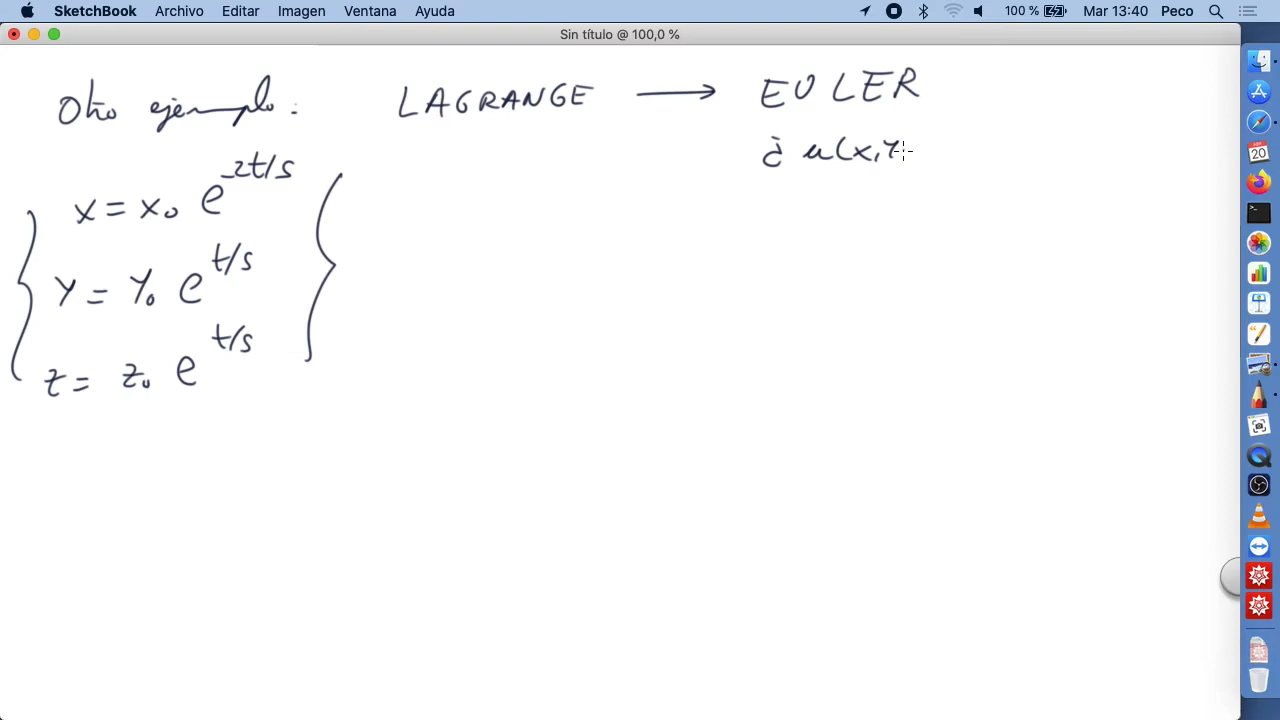 SketchBook Archivo Editar Imagen Ventana Ayuda 100 % Mar 13:40 Peco
Sin título @ 100,0 %
Otro ejemplo: LAGRANGE → EULER
¿ u(x,y
x = x₀ e^-2t/s
y = y₀ e^t/s
z = z₀ e^t/s